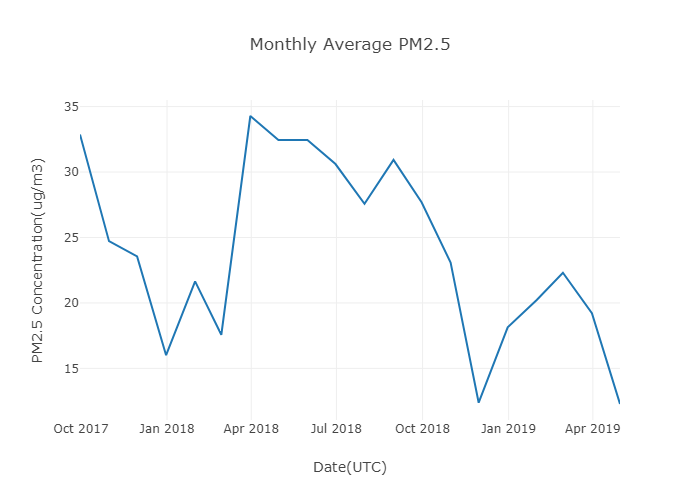 Monthly Average PM2.5
PM2.5 Concentration(ug/m3)
35
30
25
20
15
Oct 2017 Jan 2018 Apr 2018 Jul 2018 Oct 2018 Jan 2019 Apr 2019
Date(UTC)